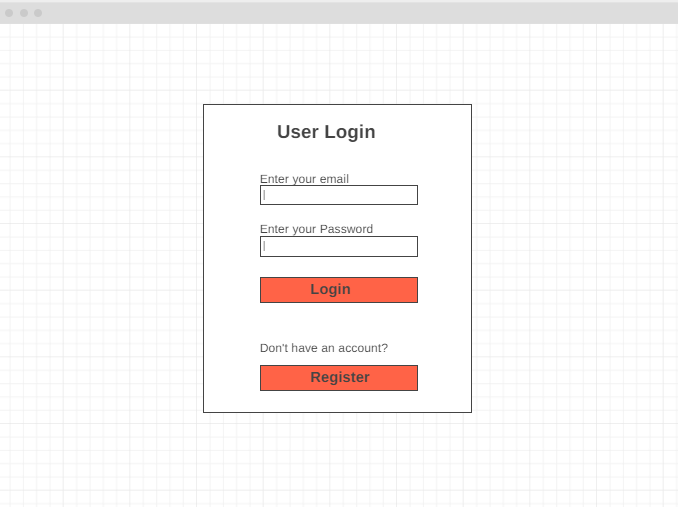 User Login
Enter your email
Enter your Password
Login
Don't have an account?
Register